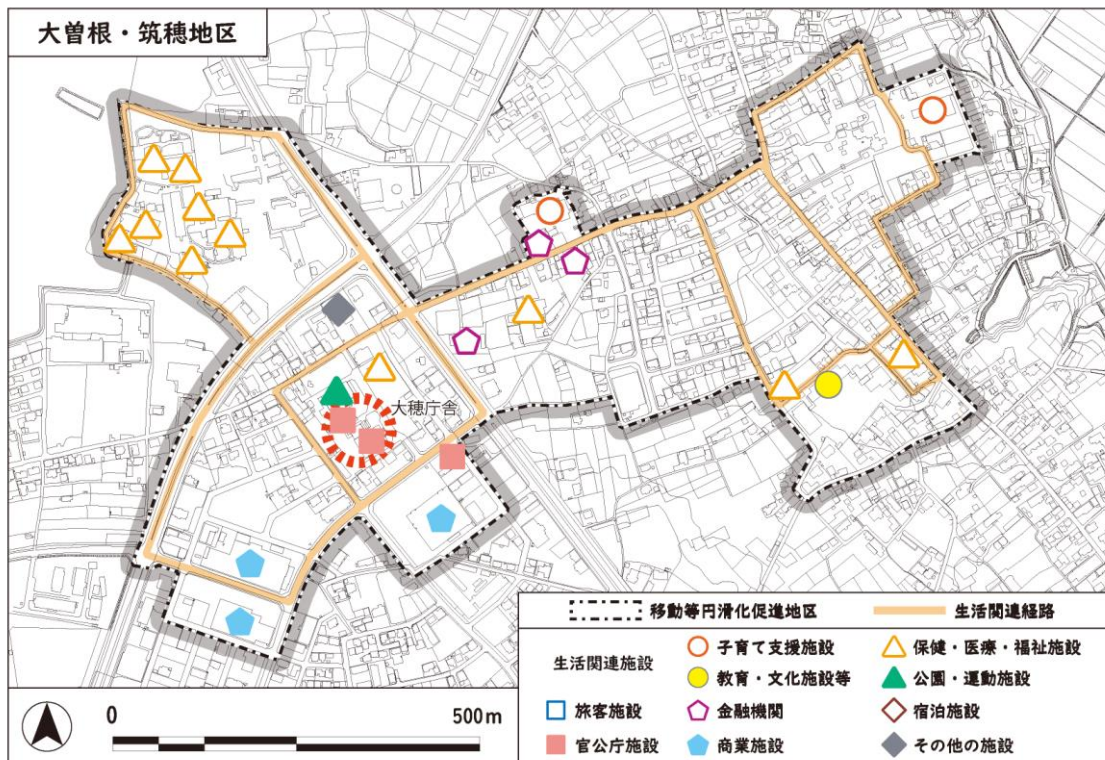 大曽根・筑穂地区
大穂庁舎
移動等円滑化促進地区
生活関連経路
生活関連施設
子育て支援施設
保健・医療・福祉施設
教育・文化施設等
公園・運動施設
旅客施設
金融機関
宿泊施設
官公庁施設
商業施設
その他の施設
0 500m